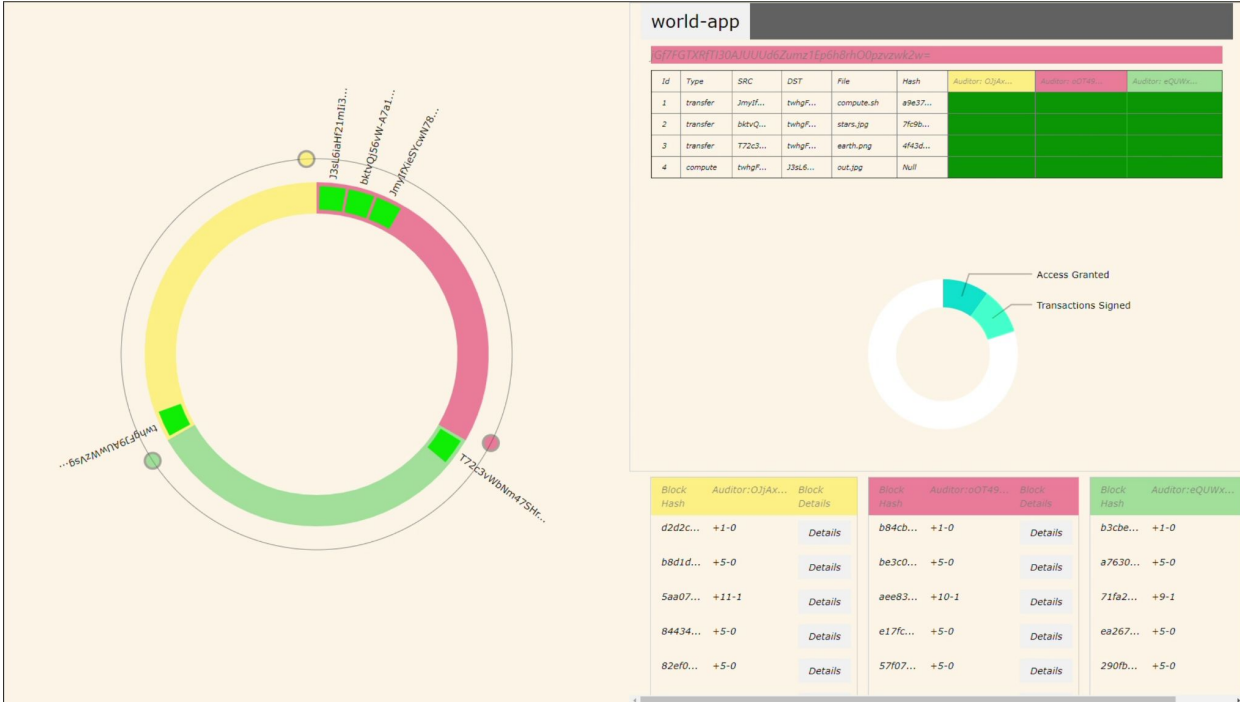 J3sL6iaHf21mIi3...
bktvQj56vW-A7a1...
JmyIfXieSYcwN78...
twhgFJ9AUwWzVsg...
T72c3vWbNm47SHr...
world-app
Id Type SRC DST File Hash Auditor: OJjAx... Auditor: oOT49... Auditor: eQUWx...
1 transfer JmyIf... twhgF... compute.sh a9e37...
2 transfer bktvQ... twhgF... stars.jpg 7fc9b...
3 transfer T72c3... twhgF... earth.png 4f43d...
4 compute twhgF... J3sL6... out.jpg Null
Access Granted
Transactions Signed
Block Hash Auditor:OJjAx... Block Details
d2d2c... +1-0 Details
b8d1d... +5-0 Details
5aa07... +11-1 Details
84434... +5-0 Details
82ef0... +5-0 Details
Block Hash Auditor:oOT49... Block Details
b84cb... +1-0 Details
be3c0... +5-0 Details
aee83... +10-1 Details
e17fc... +5-0 Details
57f07... +5-0 Details
Block Hash Auditor:eQUWx...
b3cbe... +1-0
a7630... +5-0
71fa2... +9-1
ea267... +5-0
290fb... +5-0